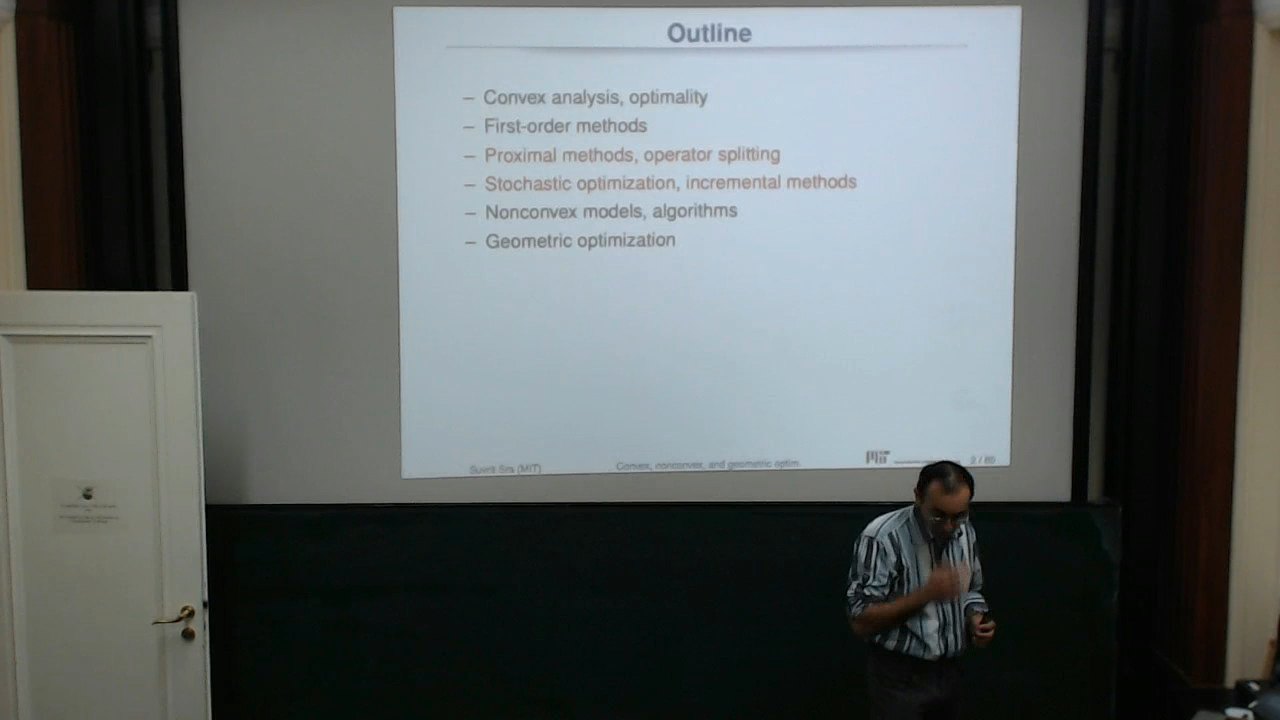 Outline
– Convex analysis, optimality
– First-order methods
– Proximal methods, operator splitting
– Stochastic optimization, incremental methods
– Nonconvex models, algorithms
– Geometric optimization
Suvrit Sra (MIT)
Convex, nonconvex, and geometric optim.